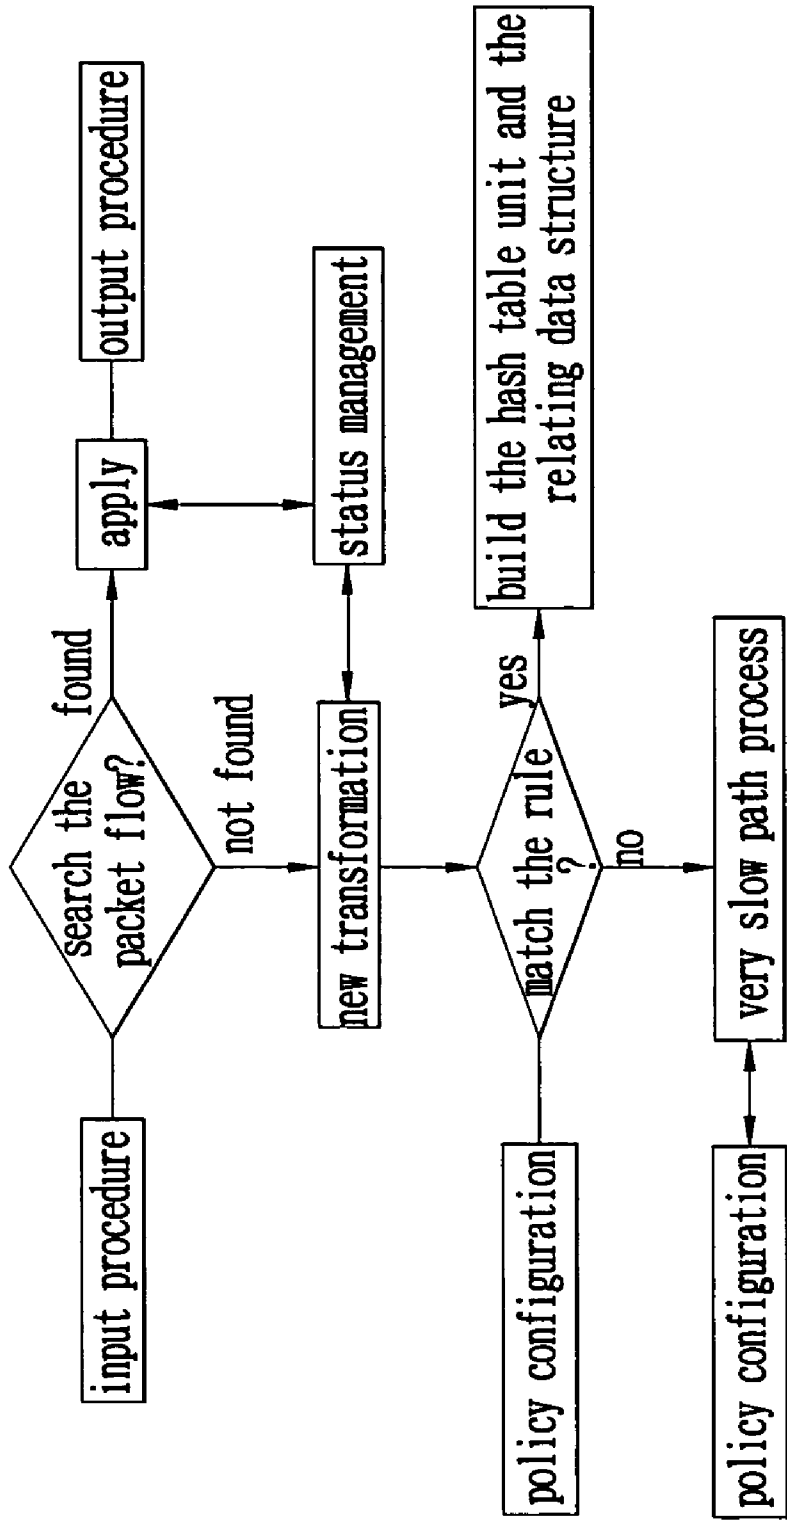 input procedure
search the
packet flow?
found
apply
output procedure
not found
new transformation
status management
policy configuration
match the rule
?
yes
build the hash table unit and the
relating data structure
no
policy configuration
very slow path process